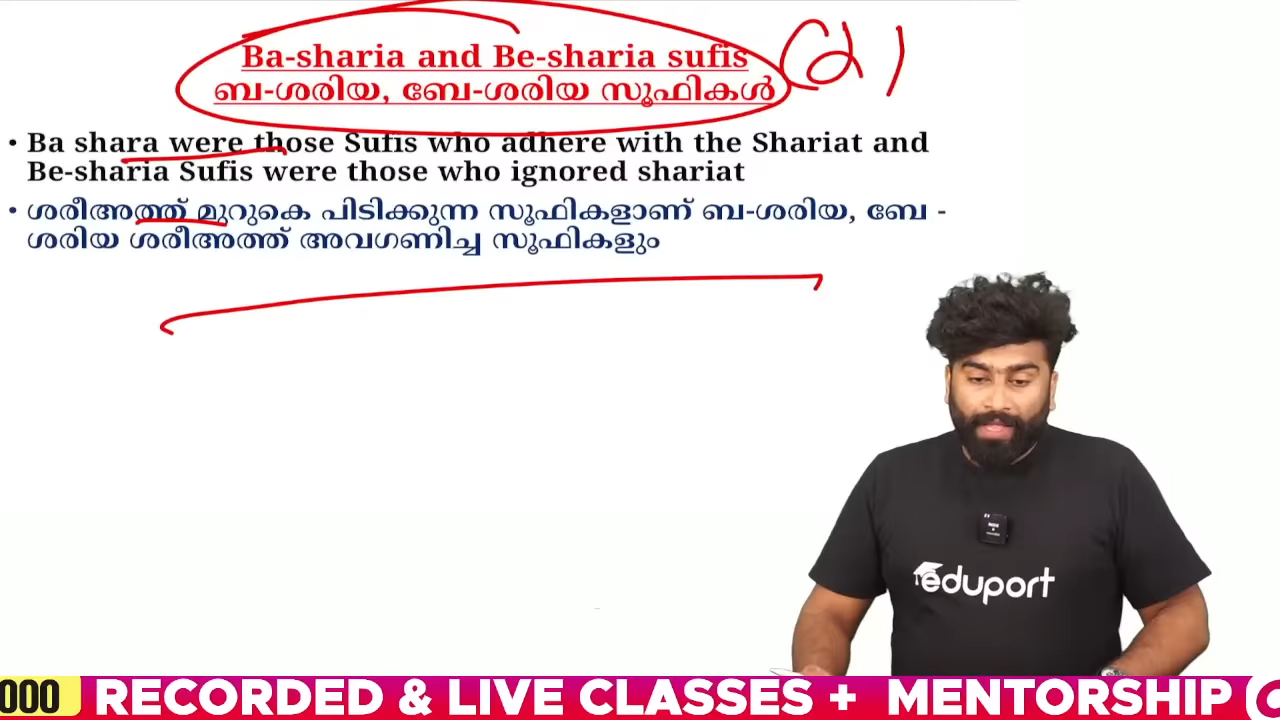 Ba-sharia and Be-sharia sufis
ബ-ശരിയ, ബേ-ശരിയ സൂഫികൾ
• Ba shara were those Sufis who adhere with the Shariat and
Be-sharia Sufis were those who ignored shariat
• ശരീഅത്ത് മുറുകെ പിടിക്കുന്ന സൂഫികളാണ് ബ-ശരിയ, ബേ -
ശരിയ ശരീഅത്ത് അവഗണിച്ച സൂഫികളും
eduport
000 RECORDED & LIVE CLASSES + MENTORSHIP (